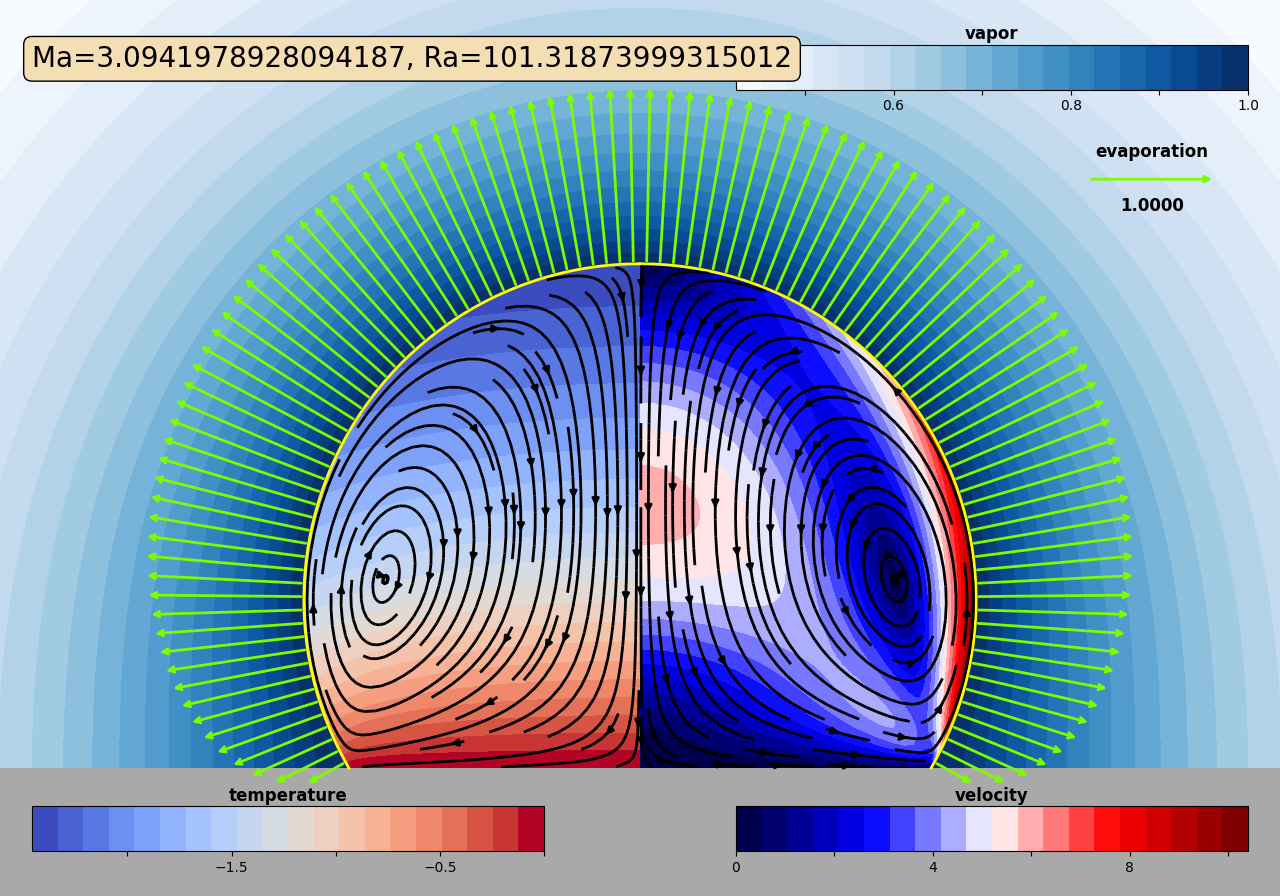 vapor
Ma=3.0941978928094187, Ra=101.31873999315012
0.6 0.8 1.0
evaporation
1.0000
temperature velocity
−1.5 −0.5 0 4 8